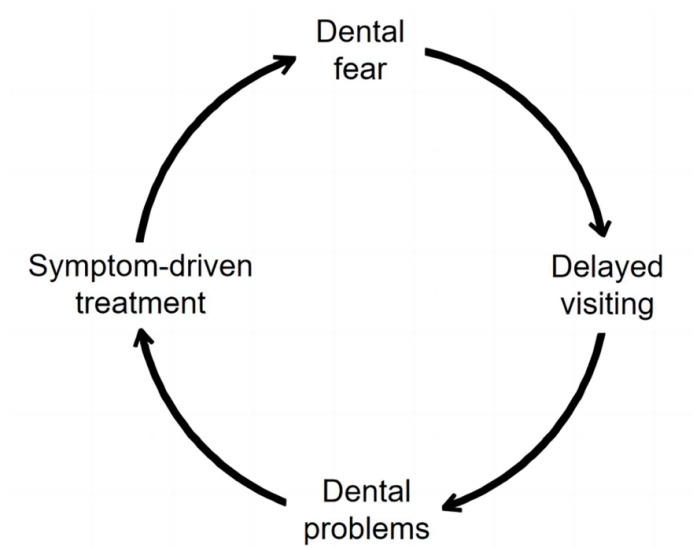 Dental
fear
Delayed
visiting
Dental
problems
Symptom-driven
treatment